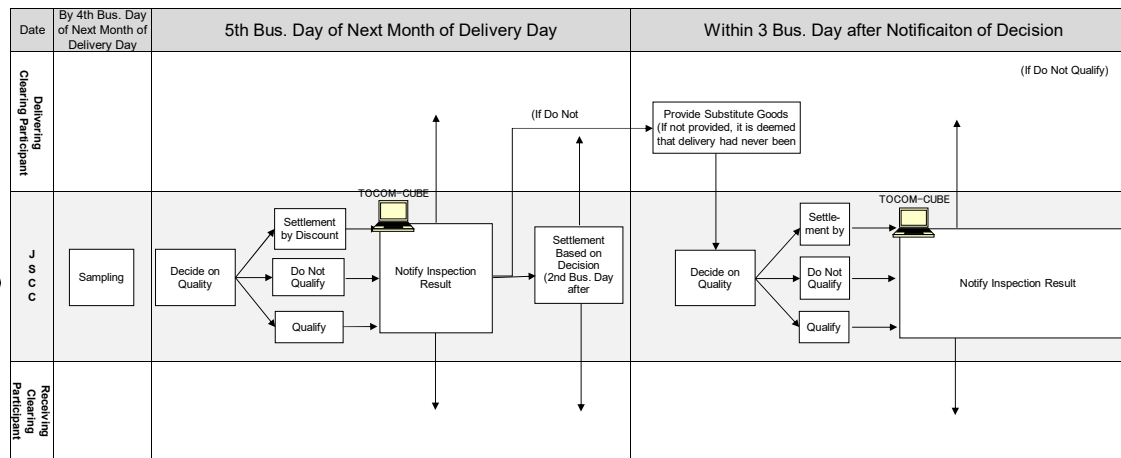 Date
By 4th Bus. Day
of Next Month of
Delivery Day
5th Bus. Day of Next Month of Delivery Day
Within 3 Bus. Day after Notificaiton of Decision
Delivering
Clearing Participant
(If Do Not
Provide Substitute Goods
(If not provided, it is deemed
that delivery had never been
(If Do Not Qualify)
J
S
C
C
Sampling
Decide on
Quality
Settlement
by Discount
Do Not
Qualify
Qualify
TOCOM-CUBE
Notify Inspection
Result
Settlement
Based on
Decision
(2nd Bus. Day
after
Decide on
Quality
Settle-
ment by
Do Not
Qualify
Qualify
TOCOM-CUBE
Notify Inspection Result
Receiving
Clearing
Participant